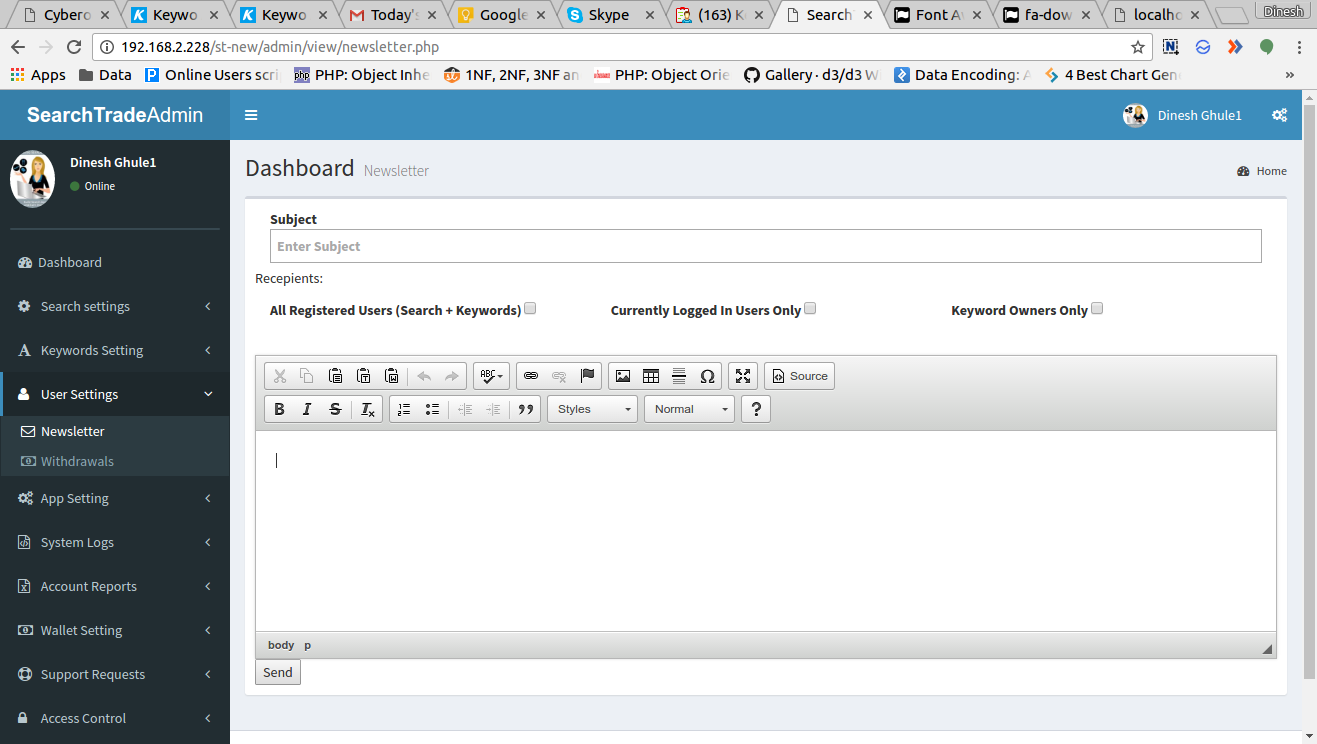 Cybero Keywo Keywo Today's Google Skype (163) K Search Font Av fa-dow localho Dinesh
192.168.2.228/st-new/admin/view/newsletter.php
Apps Data Online Users scri PHP: Object Inhe 1NF, 2NF, 3NF an PHP: Object Orie Gallery · d3/d3 W Data Encoding: A 4 Best Chart Gen »
SearchTradeAdmin Dinesh Ghule1
Dinesh Ghule1
Online
Dashboard Newsletter Home
Subject
Enter Subject
Recepients:
All Registered Users (Search + Keywords) Currently Logged In Users Only Keyword Owners Only
Dashboard
Search settings
Keywords Setting
User Settings
Newsletter
Withdrawals
App Setting
System Logs
Account Reports
Wallet Setting
Support Requests
Access Control
ABC Ω Source
B I S Ix Styles Normal ?
body p
Send